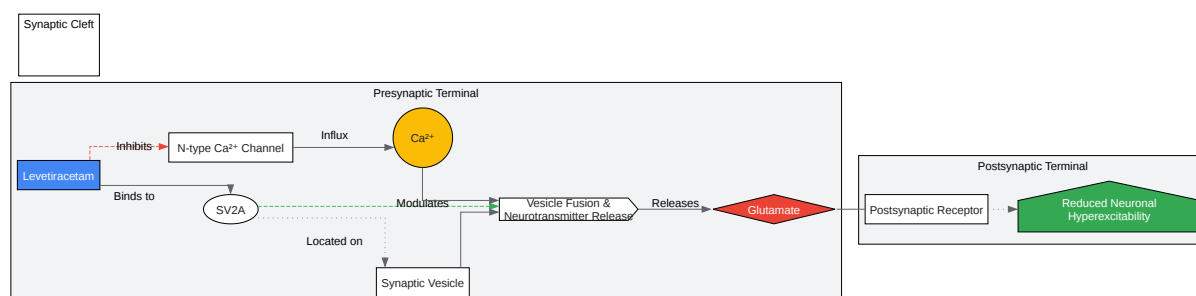 Synaptic Cleft
Presynaptic Terminal
Ca²⁺
Influx
Inhibits
N-type Ca²⁺ Channel
Levetiracetam
Binds to
SV2A
Modulates
Vesicle Fusion &
Neurotransmitter Release
Releases
Glutamate
Located on
Synaptic Vesicle
Postsynaptic Terminal
Postsynaptic Receptor
Reduced Neuronal
Hyperexcitability